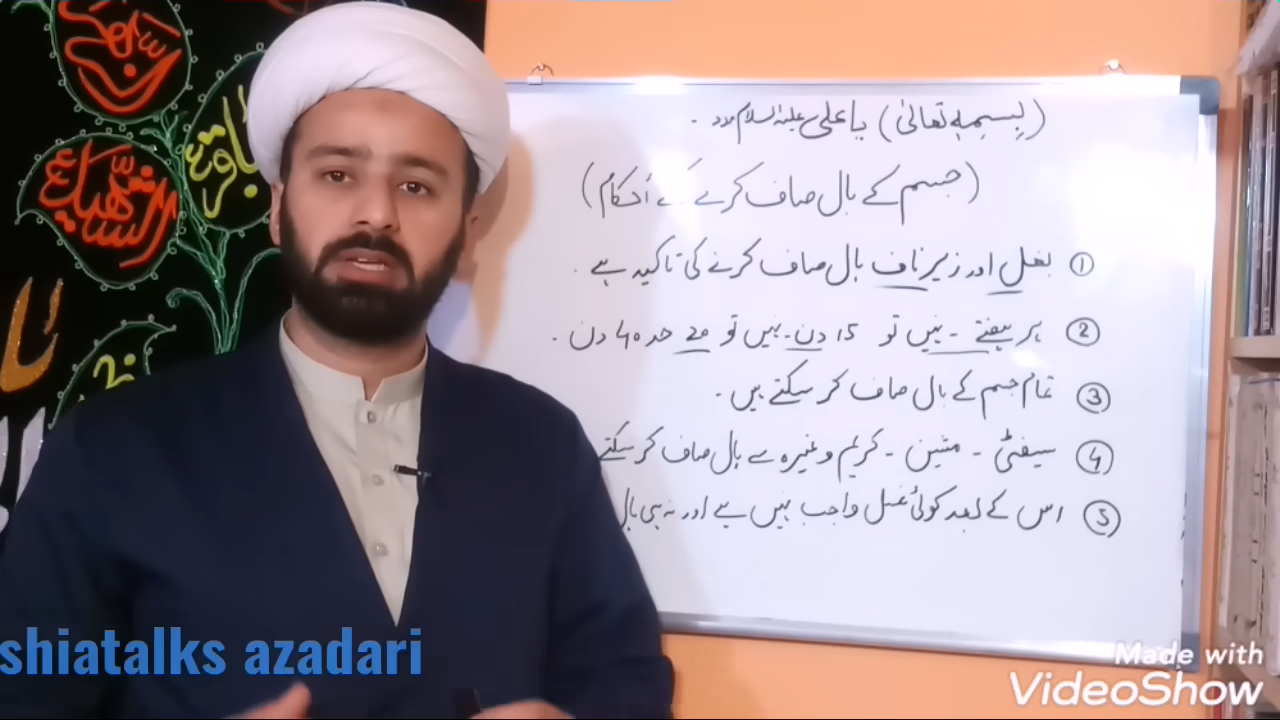 (بسمہ تعالیٰ) یا علی علیہ السلام مدد۔
(جسم کے بال صاف کرنے کے احکام)
① بغل اور زیر ناف بال صاف کرنے کی تاکید ہے۔
② ہر ہفتے ۔ نہیں تو 15 دن ۔ نہیں تو 20 حد 40 دن ۔
③ تمام جسم کے بال صاف کر سکتے ہیں۔
④ سیفٹی ۔ مشین ۔ کریم وغیرہ سے بال صاف کر سکتے
⑤ اس کے بعد کوئی غسل واجب نہیں ہے اور نہ ہی بال
باقرؑ
shiatalks azadari
Made with
VideoShow